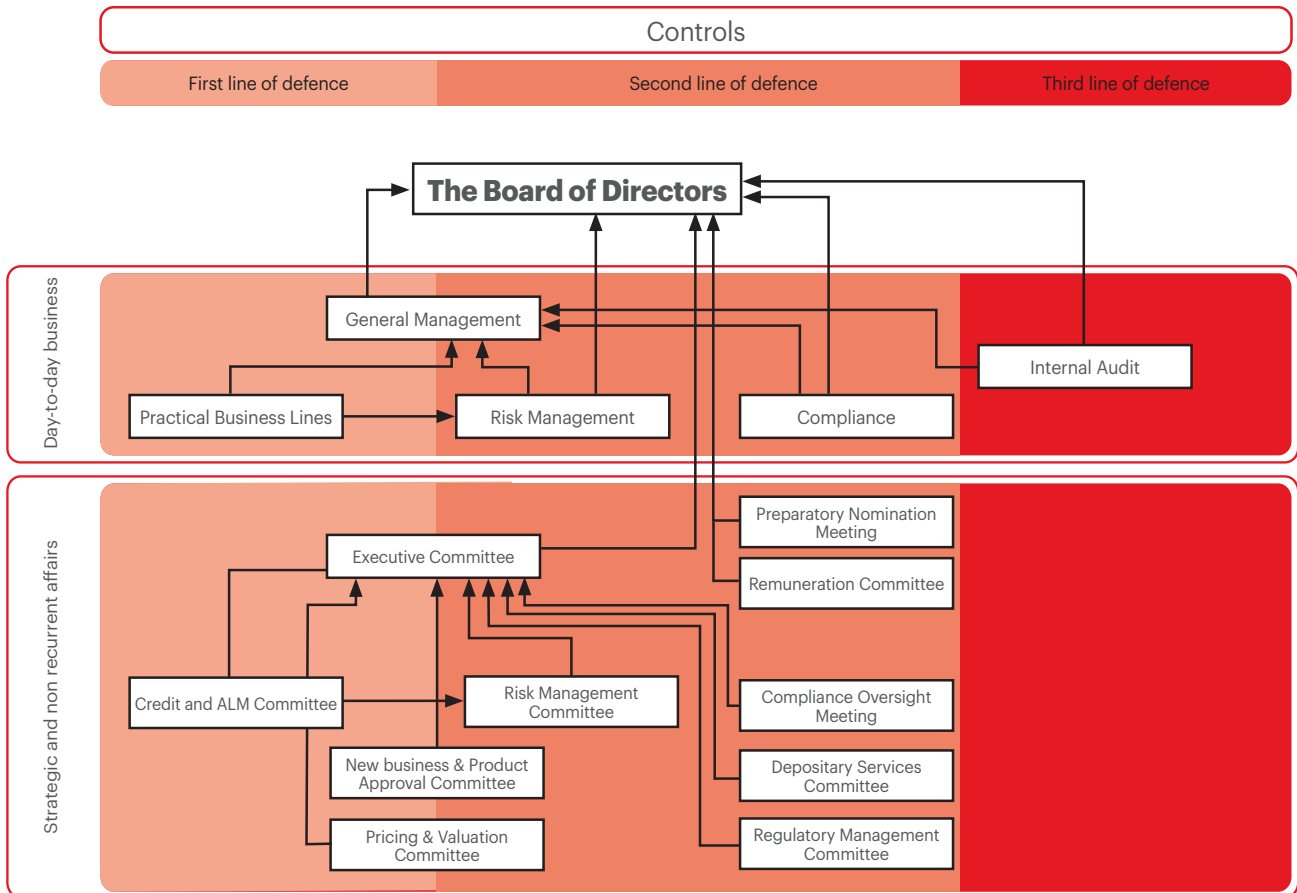 Controls
First line of defence
Second line of defence
Third line of defence
The Board of Directors
Day-to-day business
General Management
Internal Audit
Practical Business Lines
Risk Management
Compliance
Strategic and non recurrent affairs
Preparatory Nomination
Meeting
Executive Committee
Remuneration Committee
Credit and ALM Committee
Risk Management
Committee
Compliance Oversight
Meeting
New business & Product
Approval Committee
Depositary Services
Committee
Pricing & Valuation
Committee
Regulatory Management
Committee